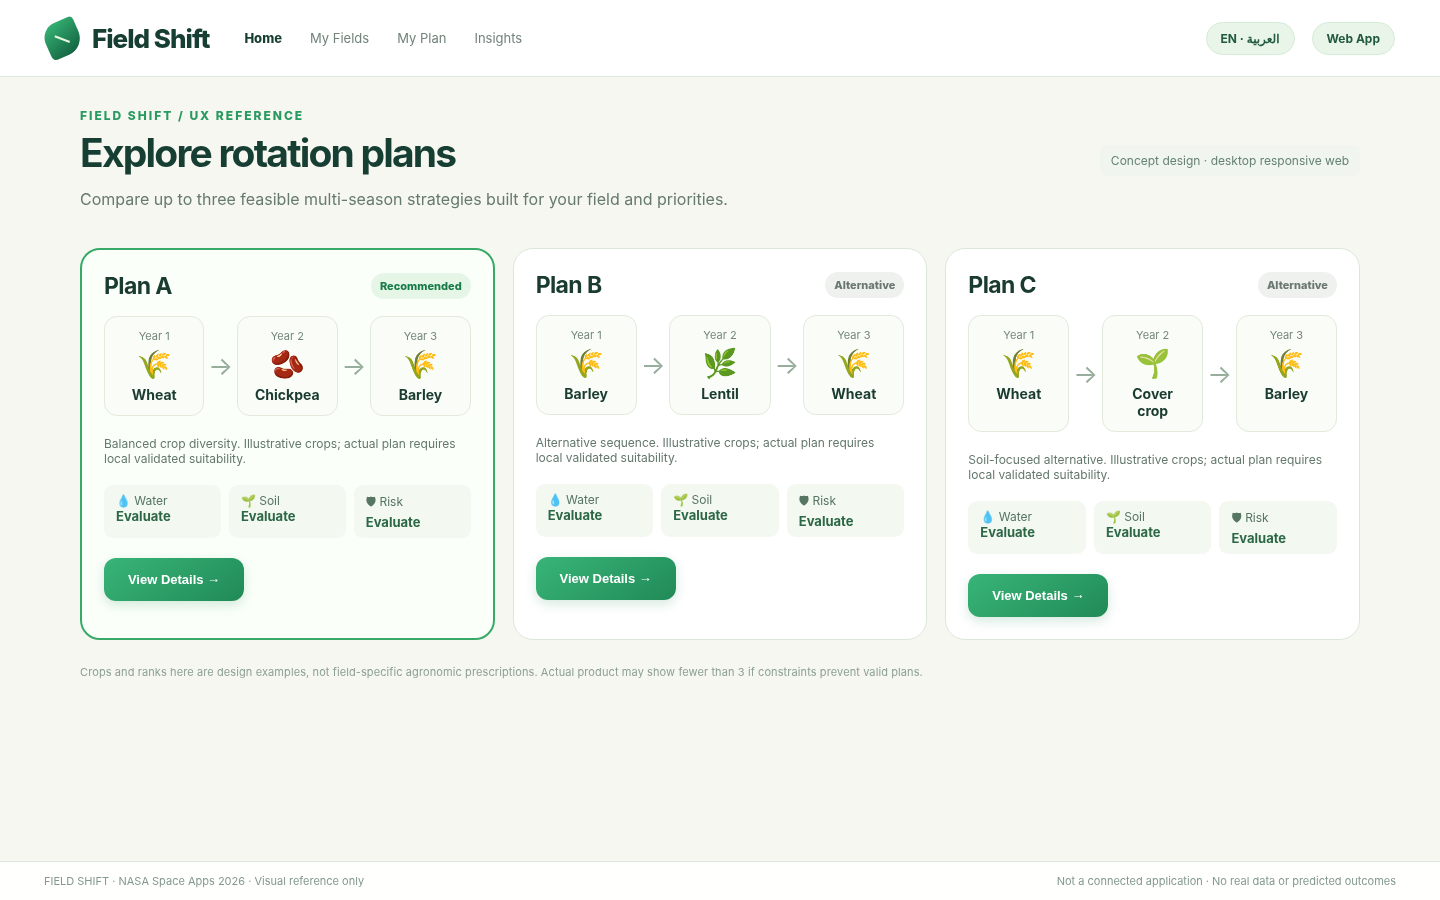 Field Shift
Home
My Fields
My Plan
Insights
EN · العربية
Web App
FIELD SHIFT / UX REFERENCE
Explore rotation plans
Concept design · desktop responsive web
Compare up to three feasible multi-season strategies built for your field and priorities.
Plan A
Recommended
Year 1
Wheat
→
Year 2
Chickpea
→
Year 3
Barley
Balanced crop diversity. Illustrative crops; actual plan requires
local validated suitability.
Water
Evaluate
Soil
Evaluate
Risk
Evaluate
View Details →
Plan B
Alternative
Year 1
Barley
→
Year 2
Lentil
→
Year 3
Wheat
Alternative sequence. Illustrative crops; actual plan requires
local validated suitability.
Water
Evaluate
Soil
Evaluate
Risk
Evaluate
View Details →
Plan C
Alternative
Year 1
Wheat
→
Year 2
Cover
crop
→
Year 3
Barley
Soil-focused alternative. Illustrative crops; actual plan requires
local validated suitability.
Water
Evaluate
Soil
Evaluate
Risk
Evaluate
View Details →
Crops and ranks here are design examples, not field-specific agronomic prescriptions. Actual product may show fewer than 3 if constraints prevent valid plans.
FIELD SHIFT · NASA Space Apps 2026 · Visual reference only
Not a connected application · No real data or predicted outcomes